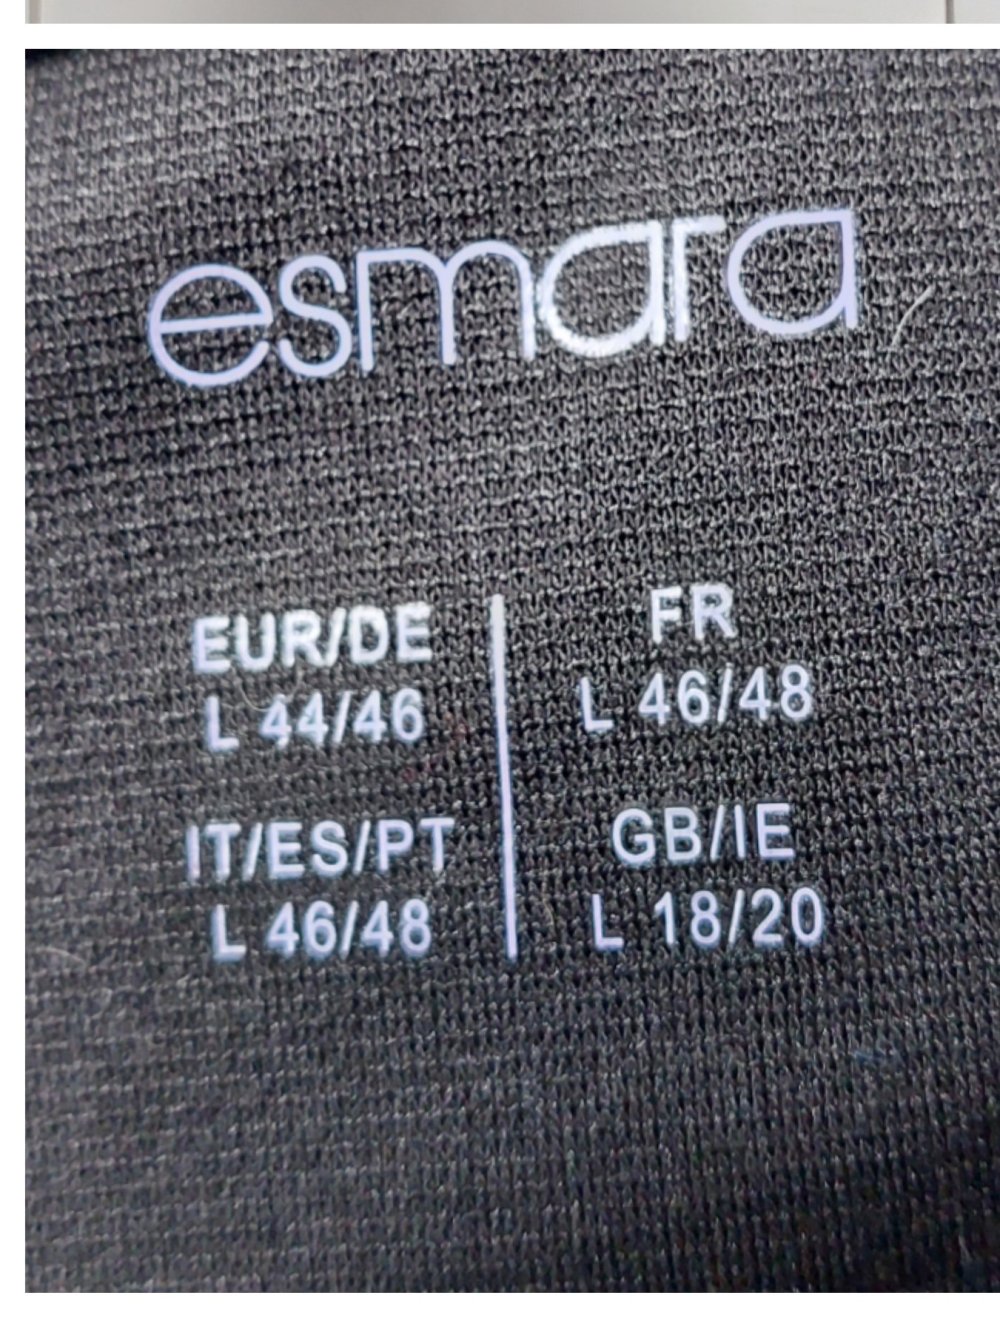 esmara
EUR/DE
L 44/46
FR
L 46/48
IT/ES/PT
L 46/48
GB/IE
L 18/20